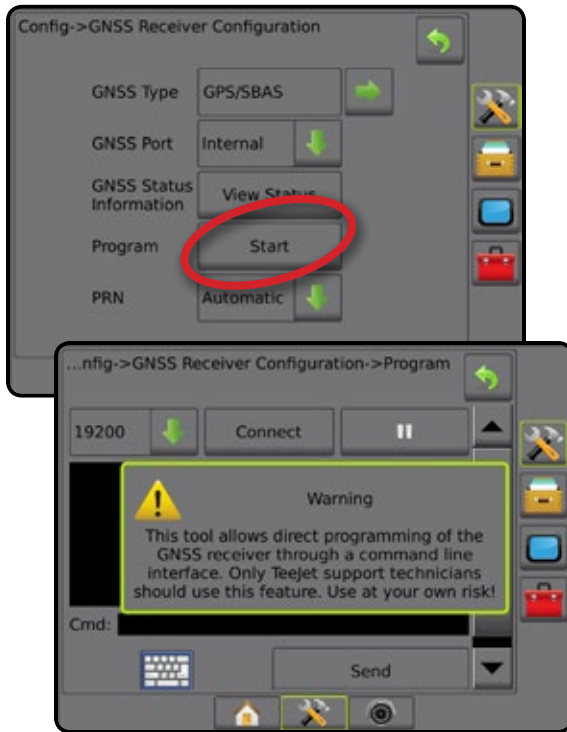 Config->GNSS Receiver Configuration
GNSS Type GPS/SBAS
GNSS Port Internal
GNSS Status
Information
View Status
Program Start
PRN Automatic
...nfig->GNSS Receiver Configuration->Program
19200 Connect
Warning
This tool allows direct programming of the
GNSS receiver through a command line
interface. Only TeeJet support technicians
should use this feature. Use at your own risk!
Cmd:
Send